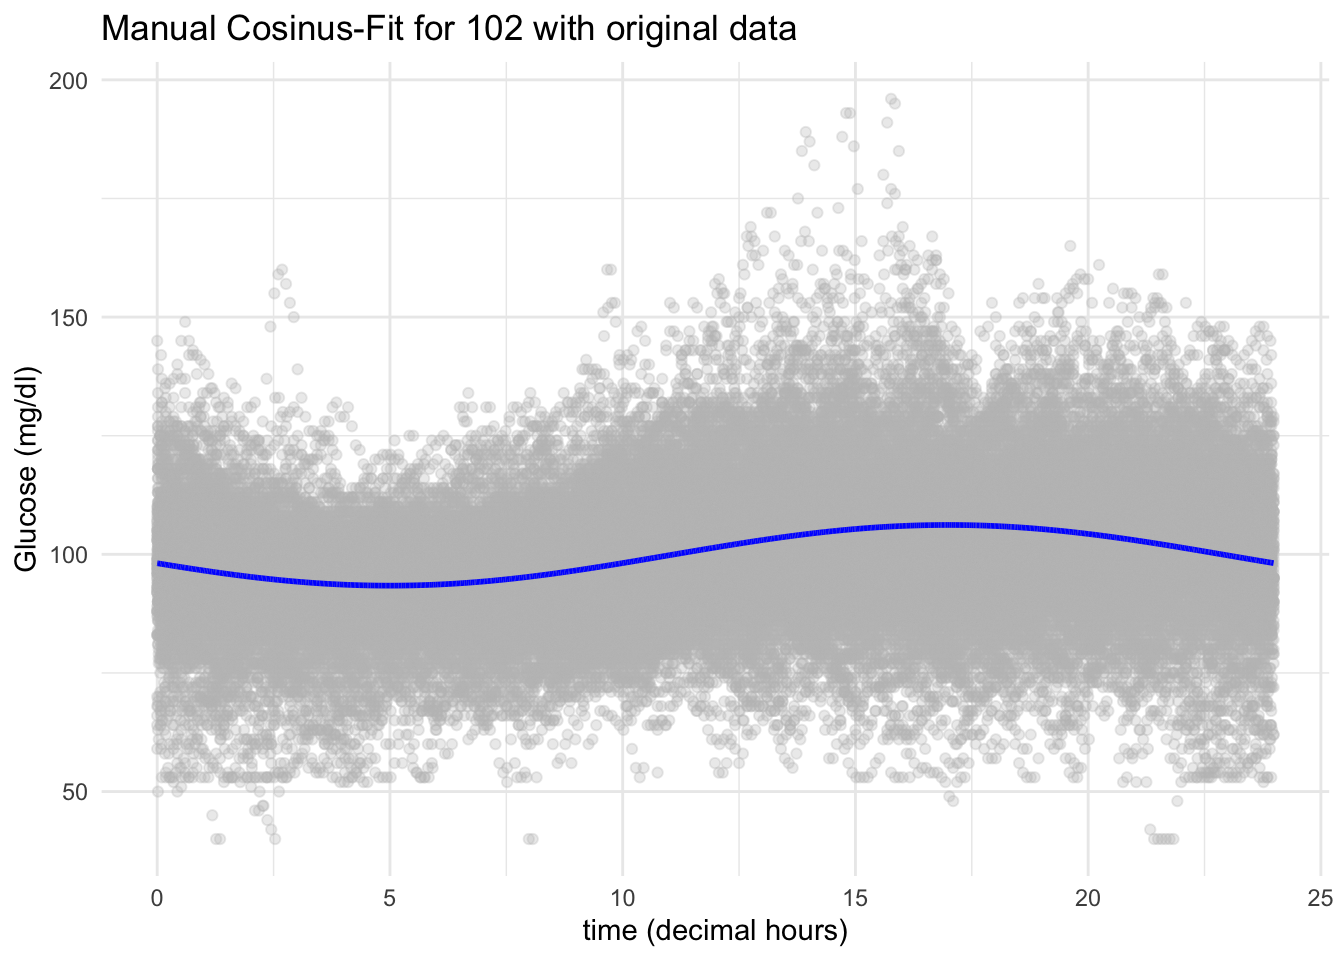 Manual Cosinus-Fit for 102 with original data
200
150
100
50
Glucose (mg/dl)
0 5 10 15 20 25
time (decimal hours)